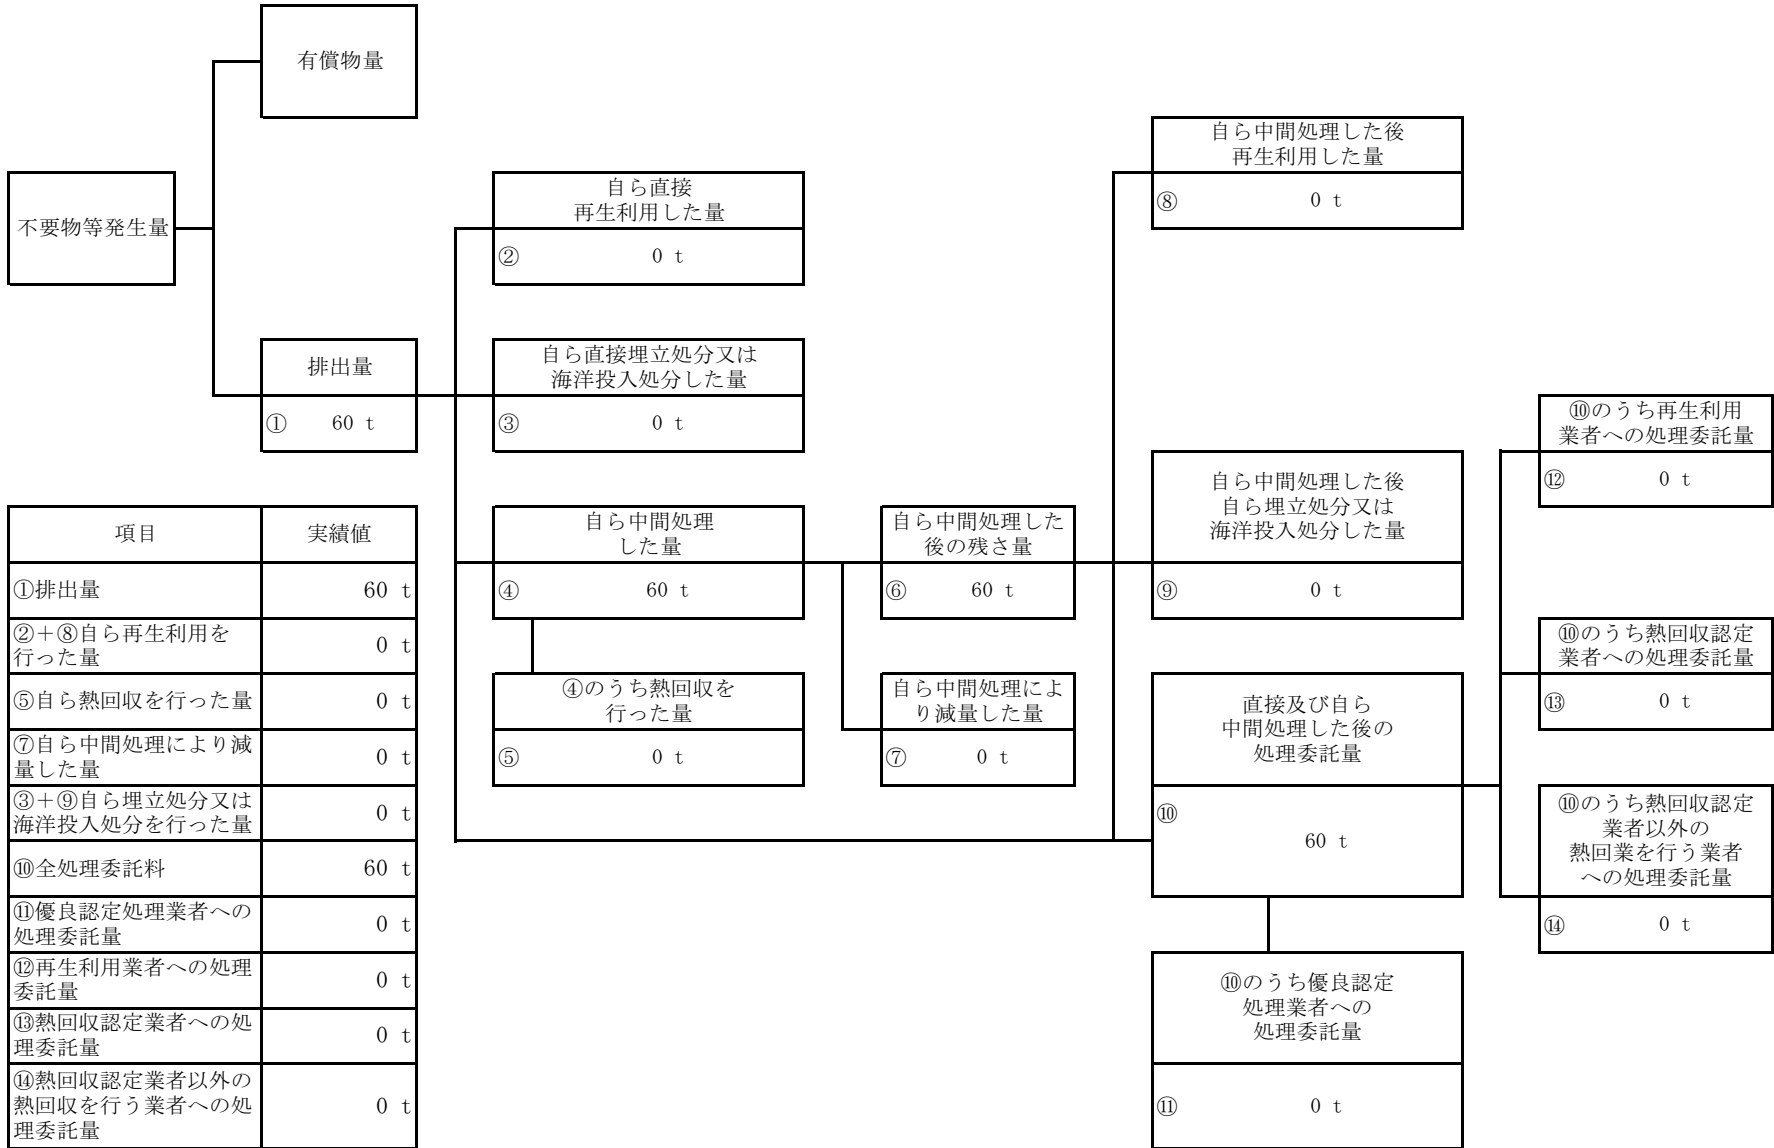 有償物量
不要物等発生量
排出量
① 60 t
自ら直接
再生利用した量
② 0 t
自ら直接埋立処分又は
海洋投入処分した量
③ 0 t
自ら中間処理
した量
④ 60 t
④のうち熱回収を
行った量
⑤ 0 t
自ら中間処理した
後の残さ量
⑥ 60 t
自ら中間処理によ
り減量した量
⑦ 0 t
自ら中間処理した後
再生利用した量
⑧ 0 t
自ら中間処理した後
自ら埋立処分又は
海洋投入処分した量
⑨ 0 t
直接及び自ら
中間処理した後の
処理委託量
⑩
60 t
⑩のうち優良認定
処理業者への
処理委託量
⑪ 0 t
⑩のうち再生利用
業者への処理委託量
⑫ 0 t
⑩のうち熱回収認定
業者への処理委託量
⑬ 0 t
⑩のうち熱回収認定
業者以外の
熱回業を行う業者
への処理委託量
⑭ 0 t
項目 実績値
①排出量 60 t
②+⑧自ら再生利用を
行った量 0 t
⑤自ら熱回収を行った量 0 t
⑦自ら中間処理により減
量した量 0 t
③+⑨自ら埋立処分又は
海洋投入処分を行った量 0 t
⑩全処理委託料 60 t
⑪優良認定処理業者への
処理委託量 0 t
⑫再生利用業者への処理
委託量 0 t
⑬熱回収認定業者への処
理委託量 0 t
⑭熱回収認定業者以外の
熱回収を行う業者への処
理委託量 0 t